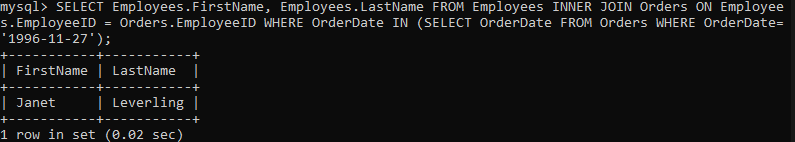 mysql> SELECT Employees.FirstName, Employees.LastName FROM Employees INNER JOIN Orders ON Employee
s.EmployeeID = Orders.EmployeeID WHERE OrderDate IN (SELECT OrderDate FROM Orders WHERE OrderDate=
'1996-11-27');
+-----------+-----------+
| FirstName | LastName  |
+-----------+-----------+
| Janet     | Leverling |
+-----------+-----------+
1 row in set (0.02 sec)